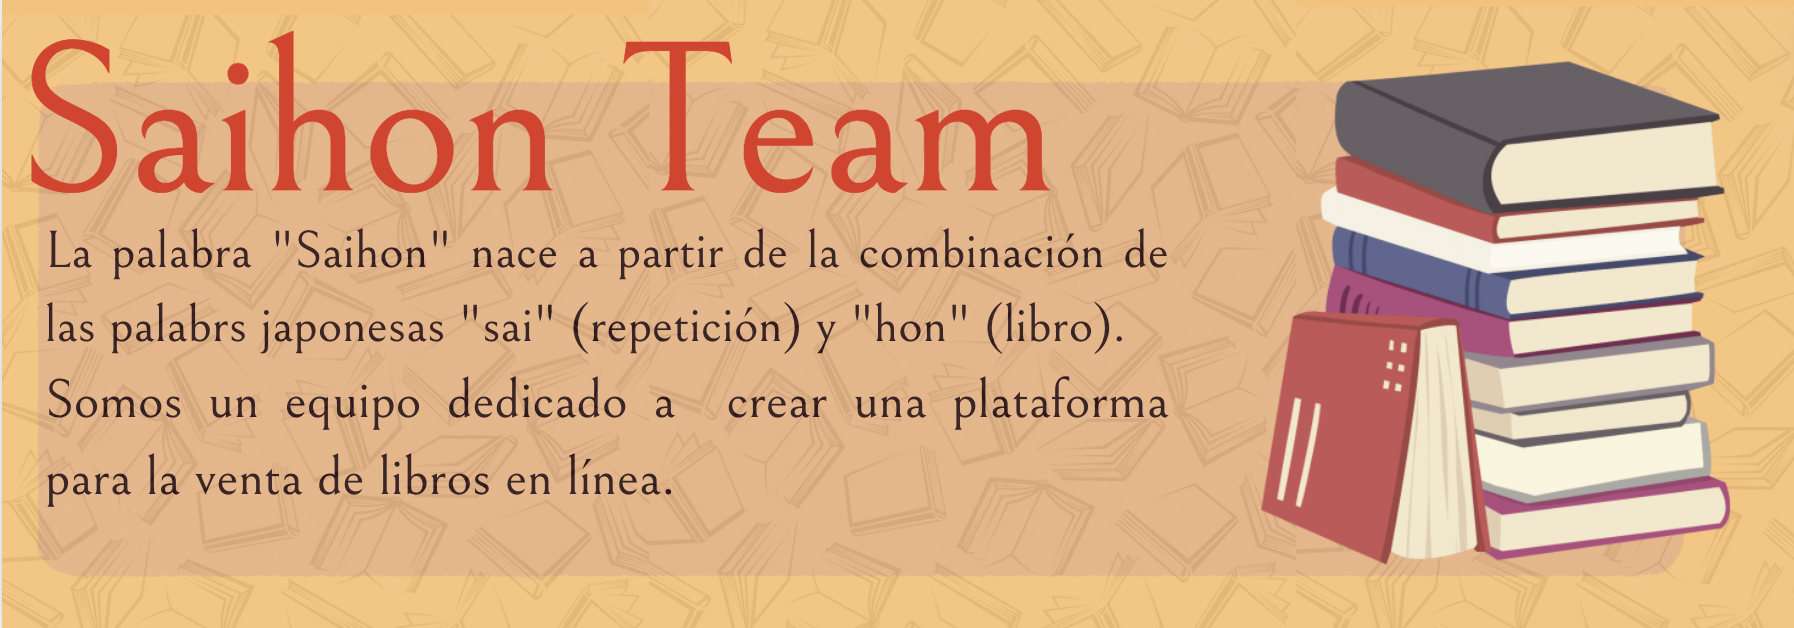 Saihon Team
La palabra "Saihon" nace a partir de la combinación de
las palabrs japonesas "sai" (repetición) y "hon" (libro).
Somos un equipo dedicado a crear una plataforma
para la venta de libros en línea.